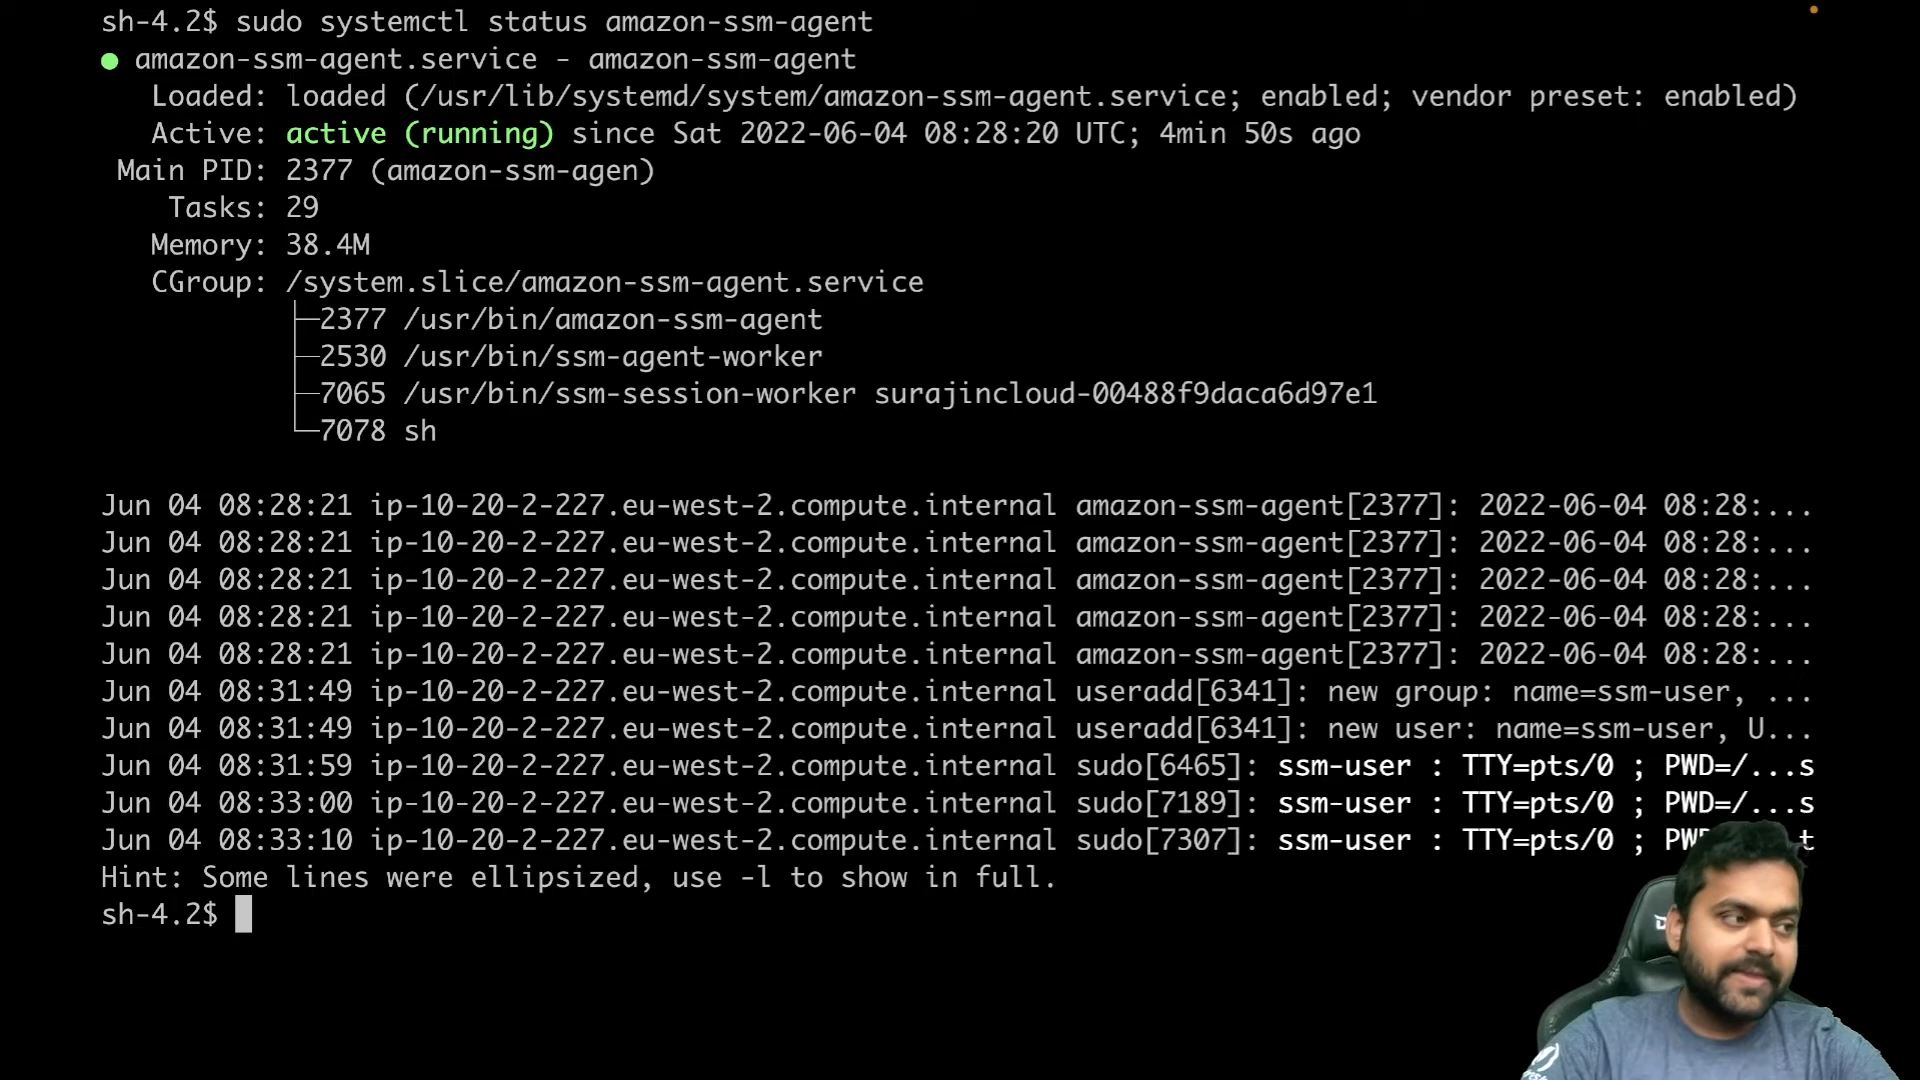 sh-4.2$ sudo systemctl status amazon-ssm-agent
● amazon-ssm-agent.service - amazon-ssm-agent
Loaded: loaded (/usr/lib/systemd/system/amazon-ssm-agent.service; enabled; vendor preset: enabled)
Active: active (running) since Sat 2022-06-04 08:28:20 UTC; 4min 50s ago
Main PID: 2377 (amazon-ssm-agen)
Tasks: 29
Memory: 38.4M
CGroup: /system.slice/amazon-ssm-agent.service
├─2377 /usr/bin/amazon-ssm-agent
├─2530 /usr/bin/ssm-agent-worker
├─7065 /usr/bin/ssm-session-worker surajincloud-00488f9daca6d97e1
└─7078 sh
Jun 04 08:28:21 ip-10-20-2-227.eu-west-2.compute.internal amazon-ssm-agent[2377]: 2022-06-04 08:28:...
Jun 04 08:28:21 ip-10-20-2-227.eu-west-2.compute.internal amazon-ssm-agent[2377]: 2022-06-04 08:28:...
Jun 04 08:28:21 ip-10-20-2-227.eu-west-2.compute.internal amazon-ssm-agent[2377]: 2022-06-04 08:28:...
Jun 04 08:28:21 ip-10-20-2-227.eu-west-2.compute.internal amazon-ssm-agent[2377]: 2022-06-04 08:28:...
Jun 04 08:28:21 ip-10-20-2-227.eu-west-2.compute.internal amazon-ssm-agent[2377]: 2022-06-04 08:28:...
Jun 04 08:31:49 ip-10-20-2-227.eu-west-2.compute.internal useradd[6341]: new group: name=ssm-user, ...
Jun 04 08:31:49 ip-10-20-2-227.eu-west-2.compute.internal useradd[6341]: new user: name=ssm-user, U...
Jun 04 08:31:59 ip-10-20-2-227.eu-west-2.compute.internal sudo[6465]: ssm-user : TTY=pts/0 ; PWD=/...s
Jun 04 08:33:00 ip-10-20-2-227.eu-west-2.compute.internal sudo[7189]: ssm-user : TTY=pts/0 ; PWD=/...s
Jun 04 08:33:10 ip-10-20-2-227.eu-west-2.compute.internal sudo[7307]: ssm-user : TTY=pts/0 ;
Hint: Some lines were ellipsized, use -l to show in full.
sh-4.2$